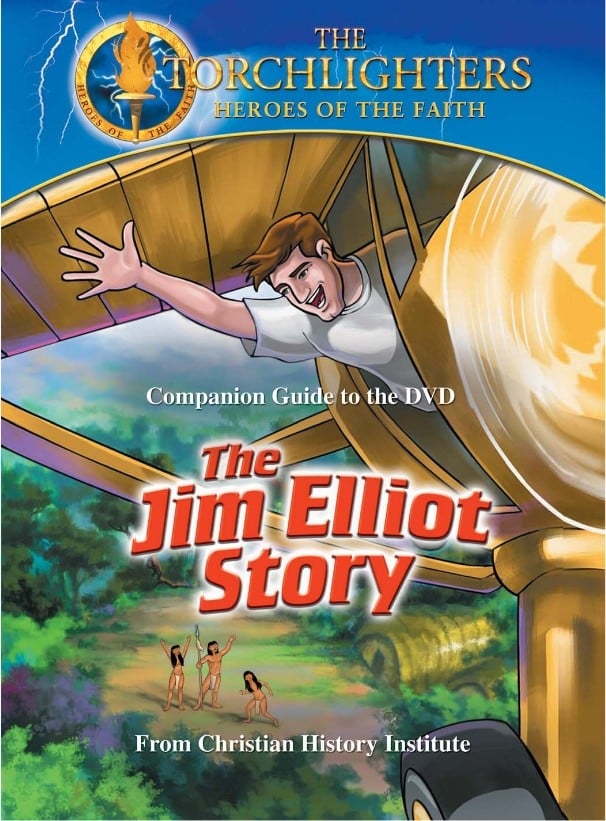 THE
TORCHLIGHTERS
HEROES OF THE FAITH
HEROES OF THE FAITH
Companion Guide to the DVD
The
Jim Elliot
Story
From Christian History Institute